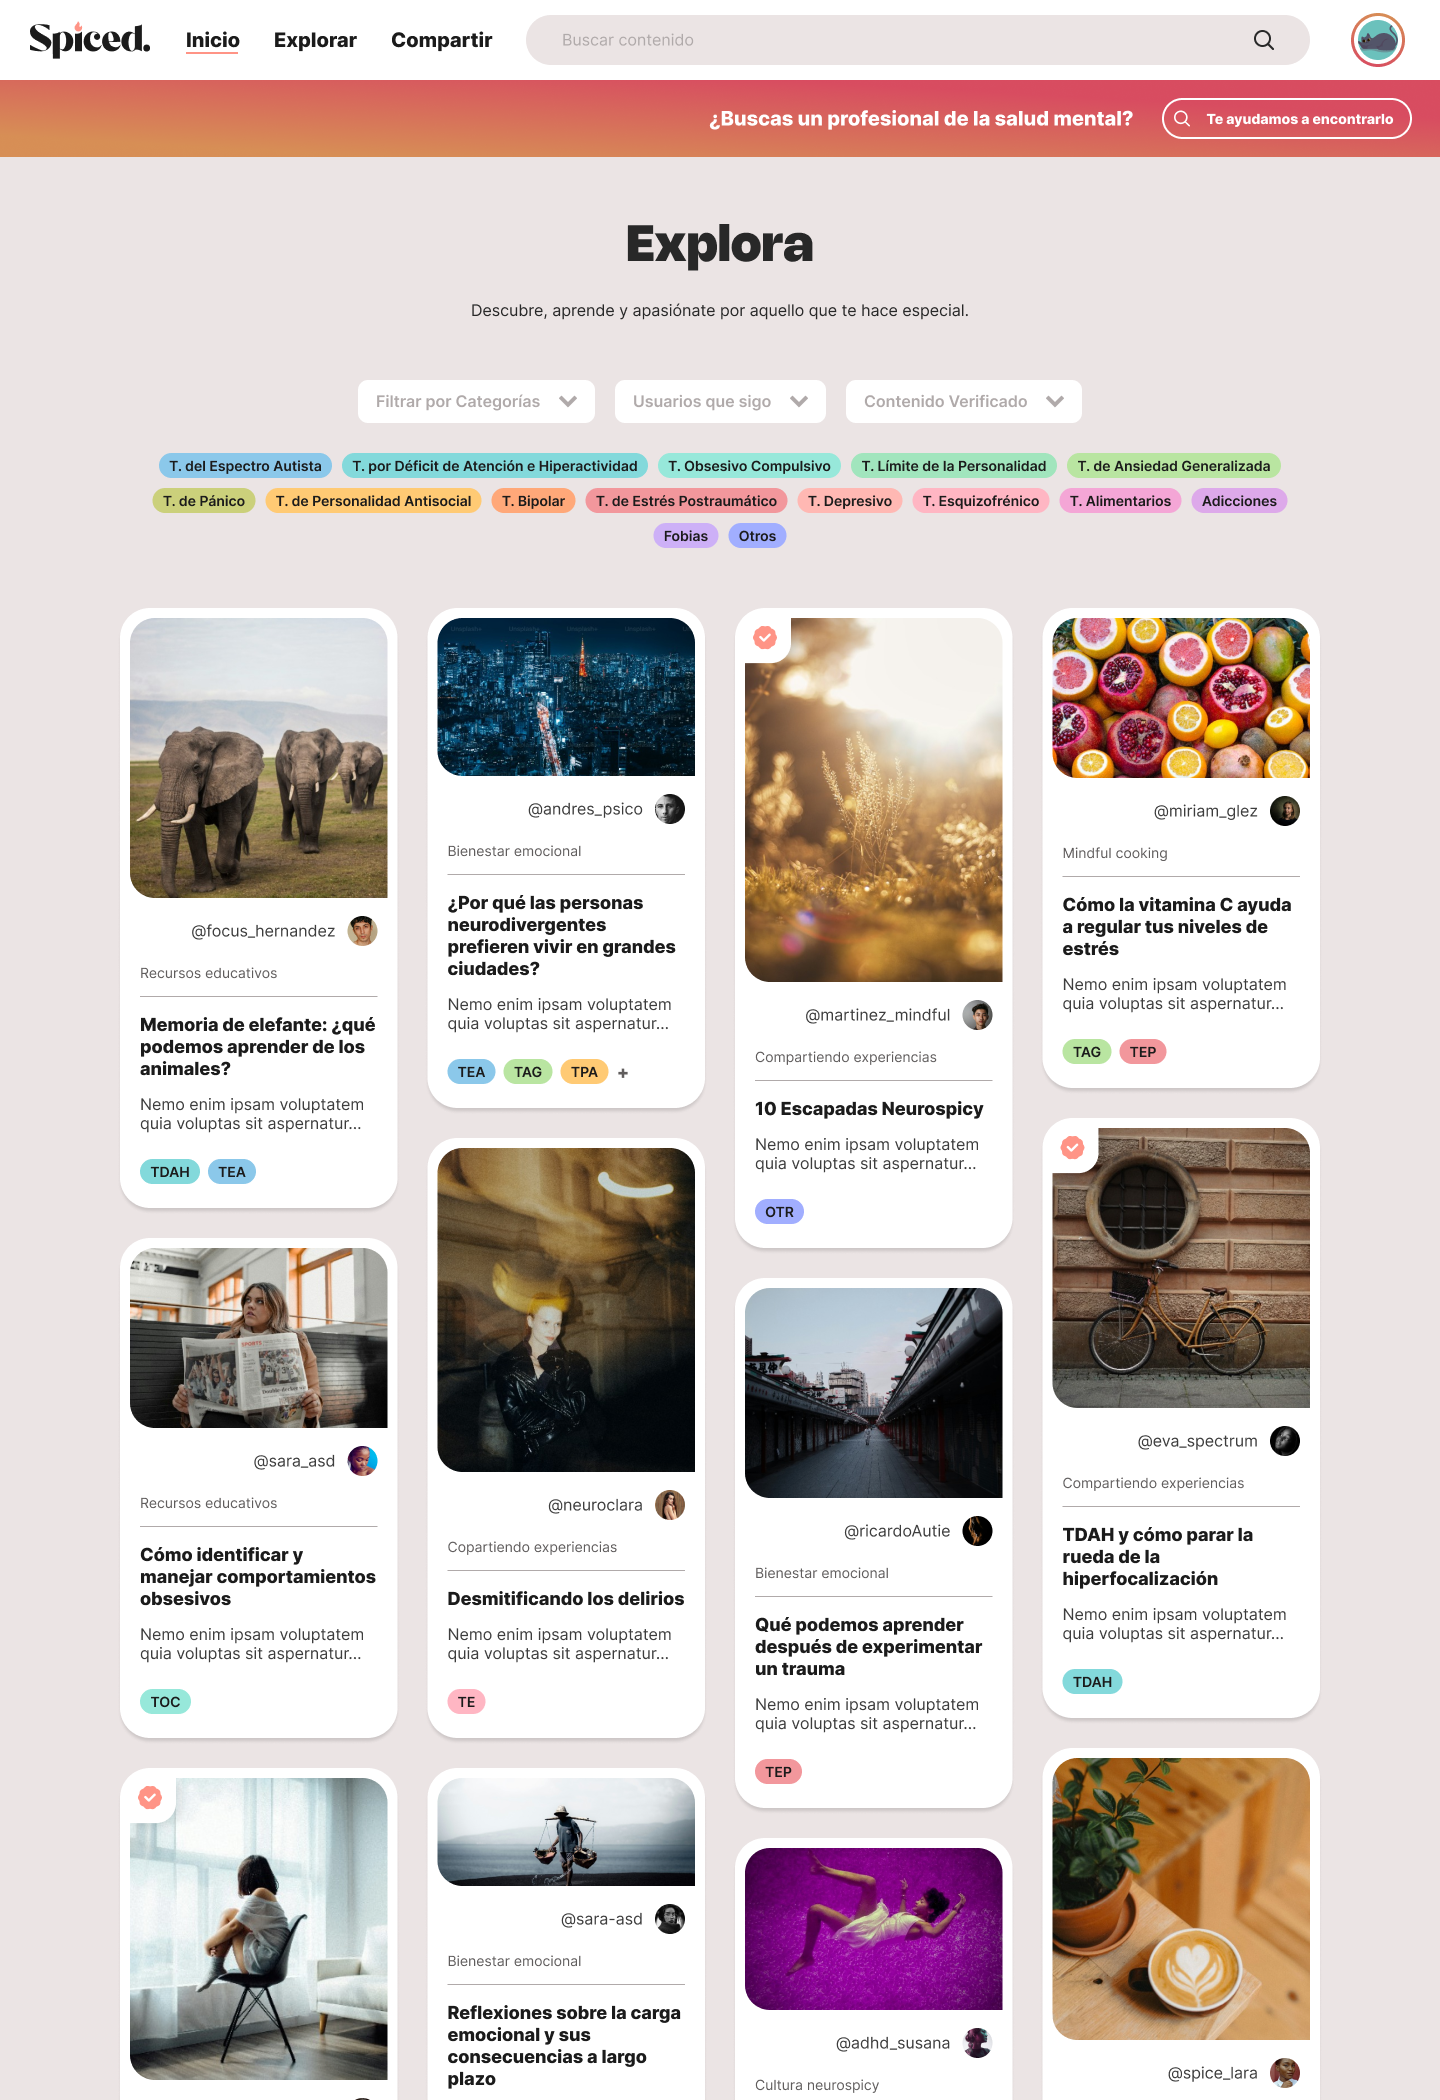 Spiced.
Inicio
Explorar
Compartir
Buscar contenido
¿Buscas un profesional de la salud mental?
Te ayudamos a encontrarlo
Explora
Descubre, aprende y apasiónate por aquello que te hace especial.
Filtrar por Categorías
Usuarios que sigo
Contenido Verificado
T. del Espectro Autista
T. por Déficit de Atención e Hiperactividad
T. Obsesivo Compulsivo
T. Límite de la Personalidad
T. de Ansiedad Generalizada
T. de Pánico
T. de Personalidad Antisocial
T. Bipolar
T. de Estrés Postraumático
T. Depresivo
T. Esquizofrénico
T. Alimentarios
Adicciones
Fobias
Otros
@focus_hernandez
Recursos educativos
Memoria de elefante: ¿qué
podemos aprender de los
animales?
Nemo enim ipsam voluptatem
quia voluptas sit aspernatur...
TDAH
TEA
@sara_asd
Recursos educativos
Cómo identificar y
manejar comportamientos
obsesivos
Nemo enim ipsam voluptatem
quia voluptas sit aspernatur...
TOC
@andres_psico
Bienestar emocional
¿Por qué las personas
neurodivergentes
prefieren vivir en grandes
ciudades?
Nemo enim ipsam voluptatem
quia voluptas sit aspernatur...
TEA
TAG
TPA
+
@neuroclara
Copartiendo experiencias
Desmitificando los delirios
Nemo enim ipsam voluptatem
quia voluptas sit aspernatur...
TE
@sara-asd
Bienestar emocional
Reflexiones sobre la carga
emocional y sus
consecuencias a largo
plazo
@martinez_mindful
Compartiendo experiencias
10 Escapadas Neurospicy
Nemo enim ipsam voluptatem
quia voluptas sit aspernatur...
OTR
@ricardoAutie
Bienestar emocional
Qué podemos aprender
después de experimentar
un trauma
Nemo enim ipsam voluptatem
quia voluptas sit aspernatur...
TEP
@adhd_susana
Cultura neurospicy
@miriam_glez
Mindful cooking
Cómo la vitamina C ayuda
a regular tus niveles de
estrés
Nemo enim ipsam voluptatem
quia voluptas sit aspernatur...
TAG
TEP
@eva_spectrum
Compartiendo experiencias
TDAH y cómo parar la
rueda de la
hiperfocalización
Nemo enim ipsam voluptatem
quia voluptas sit aspernatur...
TDAH
@spice_lara